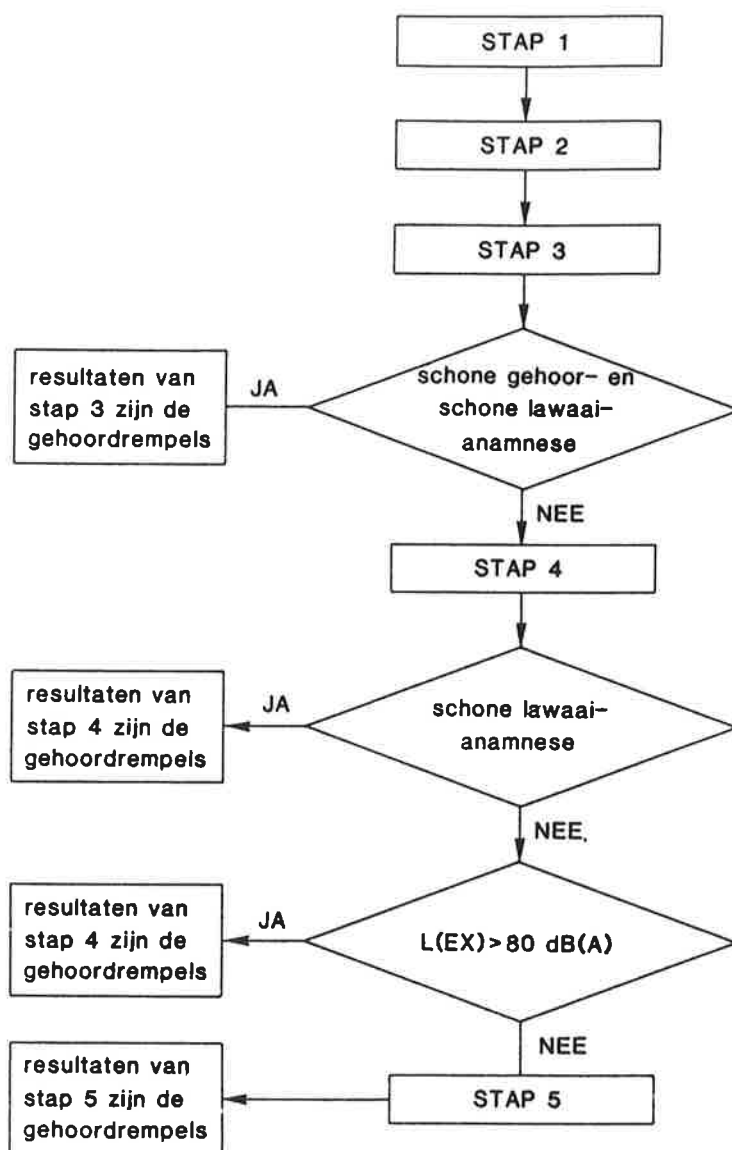 STAP 1
STAP 2
STAP 3
schone gehoor- en
schone lawaai-
anamnese
JA
resultaten van
stap 3 zijn de
gehoordrempels
NEE
STAP 4
schone lawaai-
anamnese
JA
resultaten van
stap 4 zijn de
gehoordrempels
NEE.
L(EX)>80 dB(A)
JA
resultaten van
stap 4 zijn de
gehoordrempels
NEE
STAP 5
resultaten van
stap 5 zijn de
gehoordrempels